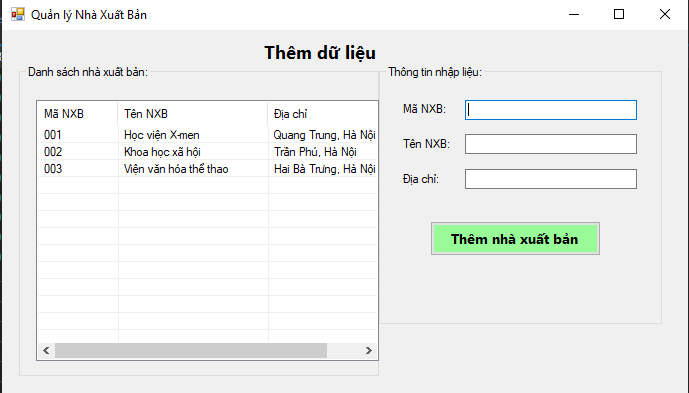 Quản lý Nhà Xuất Bản
Thêm dữ liệu
Danh sách nhà xuất bản:
Mã NXB Tên NXB Địa chỉ
001 Học viện X-men Quang Trung, Hà Nội
002 Khoa học xã hội Trần Phú, Hà Nội
003 Viện văn hóa thể thao Hai Bà Trưng, Hà Nội
Thông tin nhập liệu:
Mã NXB:
Tên NXB:
Địa chỉ:
Thêm nhà xuất bản